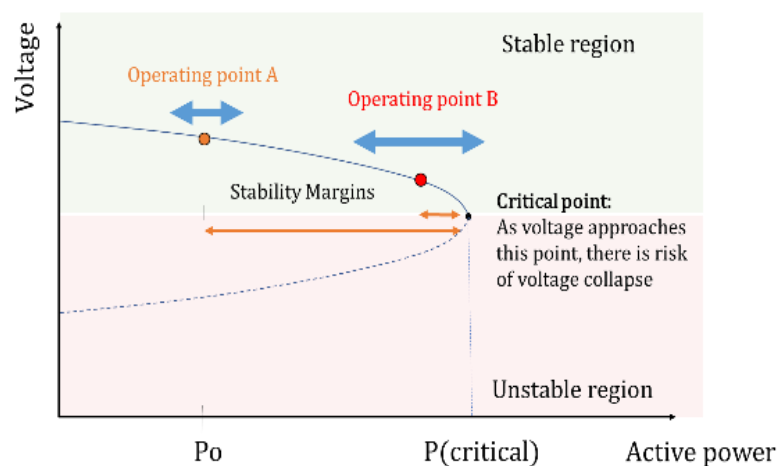 Voltage
Stable region
Operating point A
Operating point B
Stability Margins
Critical point:
As voltage approaches
this point, there is risk
of voltage collapse
Unstable region
Po
P(critical)
Active power